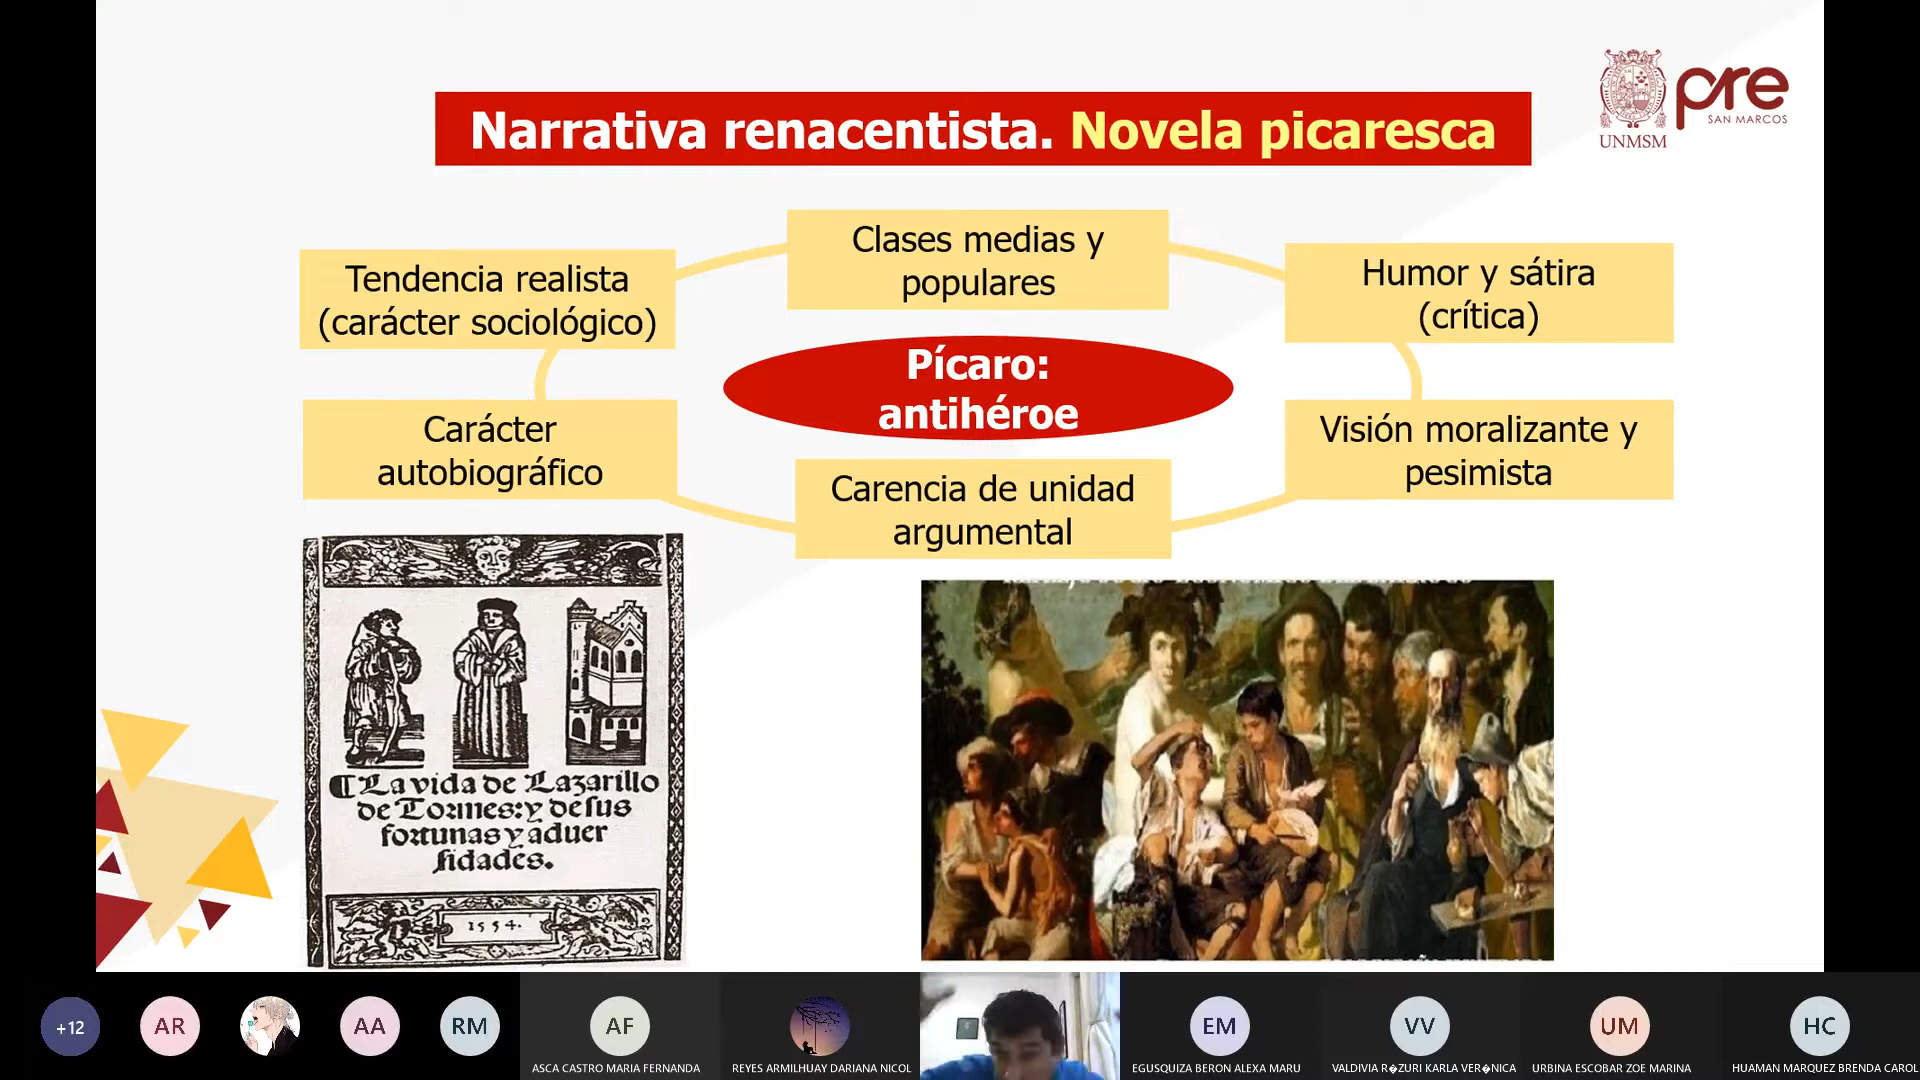 Narrativa renacentista. Novela picaresca
UNMSM
pre
SAN MARCOS
Clases medias y
populares
Tendencia realista
(carácter sociológico)
Humor y sátira
(crítica)
Pícaro:
antihéroe
Carácter
autobiográfico
Visión moralizante y
pesimista
Carencia de unidad
argumental
La vida de Lazarillo
de Tormes: y de sus
fortunas y aduer
sidades.
1554.
+12
AR
AA
RM
AF
ASCA CASTRO MARIA FERNANDA
REYES ARMILHUAY DARIANA NICOL
EM
EGUSQUIZA BERON ALEXA MARU
VV
VALDIVIA R�ZURI KARLA VER�NICA
UM
URBINA ESCOBAR ZOE MARINA
HC
HUAMAN MARQUEZ BRENDA CAROL